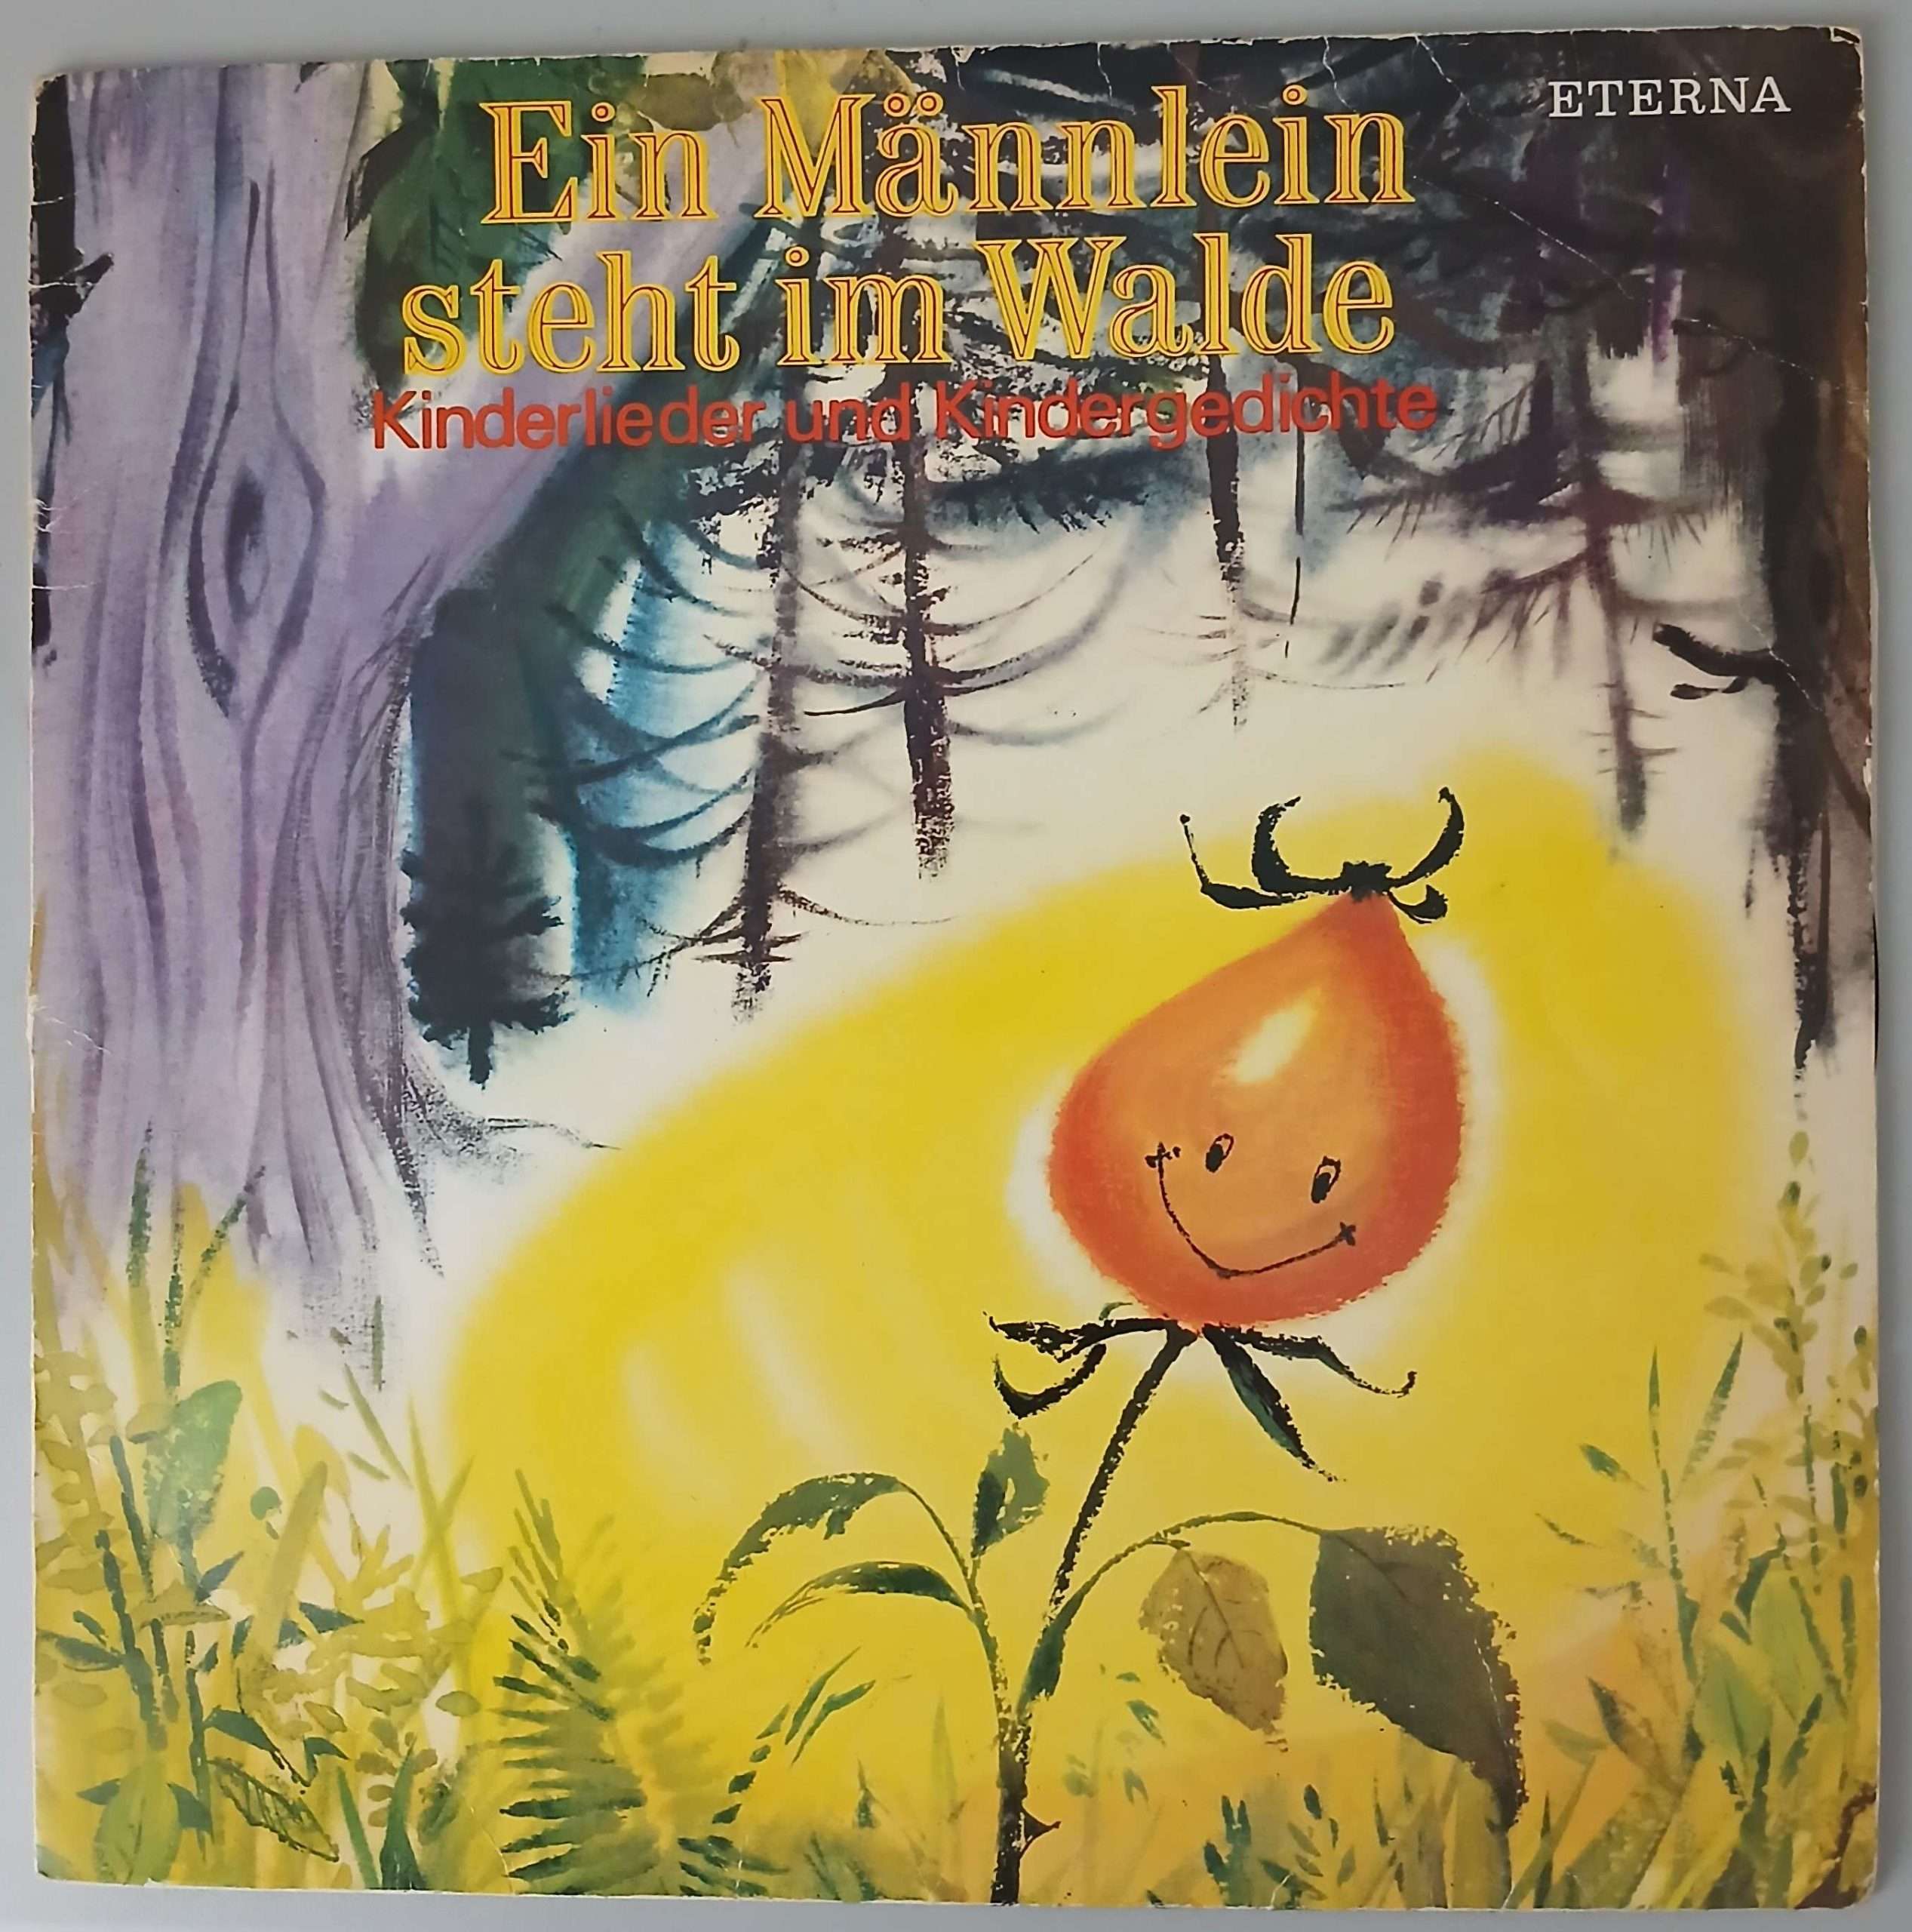 ETERNA
Ein Männlein
steht im Walde
Kinderlieder und Kindergedichte